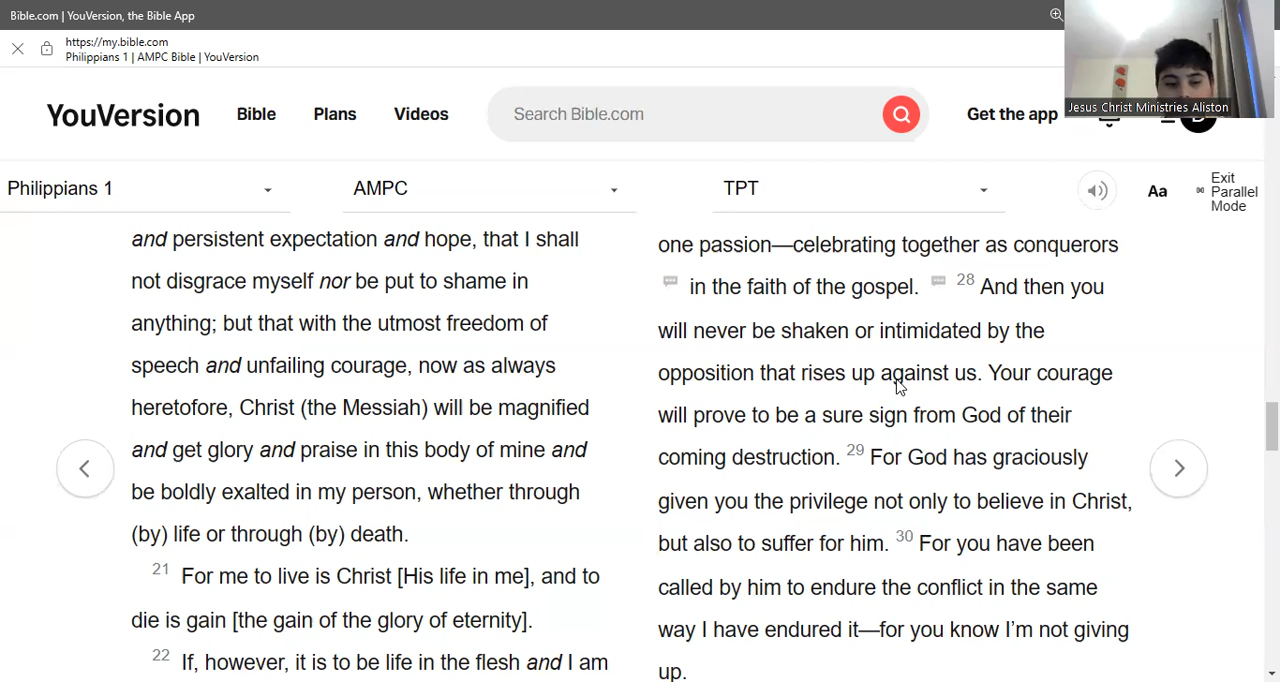 Bible.com | YouVersion, the Bible App
https://my.bible.com
Philippians 1 | AMPC Bible | YouVersion
Jesus Christ Ministries Aliston
YouVersion
Bible
Plans
Videos
Search Bible.com
Get the app
Philippians 1
AMPC
TPT
Aa
Exit
Parallel
Mode
and persistent expectation and hope, that I shall
not disgrace myself nor be put to shame in
anything; but that with the utmost freedom of
speech and unfailing courage, now as always
heretofore, Christ (the Messiah) will be magnified
and get glory and praise in this body of mine and
be boldly exalted in my person, whether through
(by) life or through (by) death.
21 For me to live is Christ [His life in me], and to
die is gain [the gain of the glory of eternity].
22 If, however, it is to be life in the flesh and I am
one passion—celebrating together as conquerors
in the faith of the gospel. 28 And then you
will never be shaken or intimidated by the
opposition that rises up against us. Your courage
will prove to be a sure sign from God of their
coming destruction. 29 For God has graciously
given you the privilege not only to believe in Christ,
but also to suffer for him. 30 For you have been
called by him to endure the conflict in the same
way I have endured it—for you know I’m not giving
up.